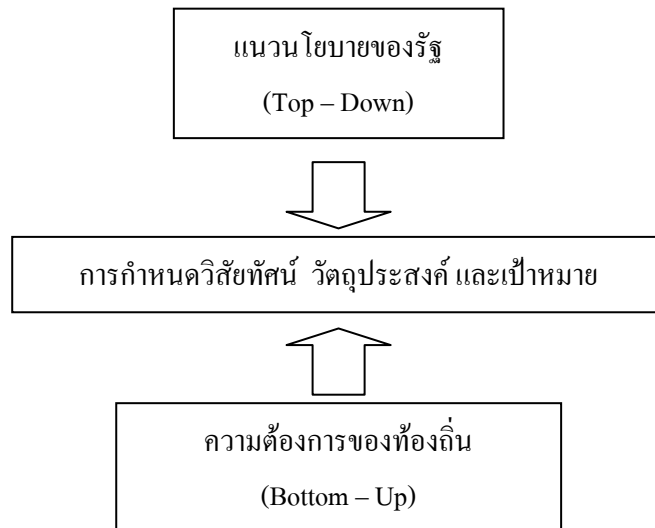 แนวนโยบายของรัฐ
(Top – Down)
การกำหนดวิสัยทัศน์ วัตถุประสงค์ และเป้าหมาย
ความต้องการของท้องถิ่น
(Bottom – Up)